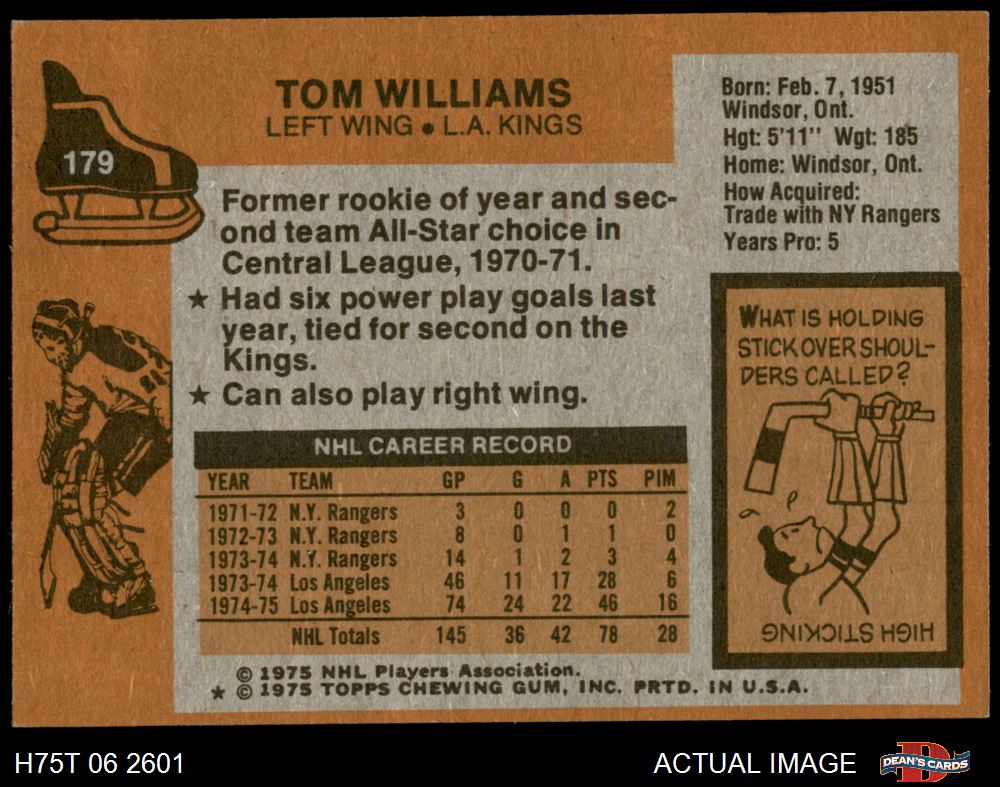 TOM WILLIAMS
LEFT WING ● L.A. KINGS
179
Former rookie of year and sec-
ond team All-Star choice in
Central League, 1970-71.
★ Had six power play goals last
year, tied for second on the
Kings.
★ Can also play right wing.
Born: Feb. 7, 1951
Windsor, Ont.
Hgt: 5'11" Wgt: 185
Home: Windsor, Ont.
How Acquired:
Trade with NY Rangers
Years Pro: 5
WHAT IS HOLDING
STICK OVER SHOUL-
DERS CALLED?
HIGH STICKING
NHL CAREER RECORD
YEAR TEAM GP G A PTS PIM
1971-72 N.Y. Rangers 3 0 0 0 2
1972-73 N.Y. Rangers 8 0 1 1 0
1973-74 N.Y. Rangers 14 1 2 3 4
1973-74 Los Angeles 46 11 17 28 6
1974-75 Los Angeles 74 24 22 46 16
NHL Totals 145 36 42 78 28
© 1975 NHL Players Association.
★ © 1975 TOPPS CHEWING GUM, INC. PRTD. IN U.S.A.
H75T 06 2601
ACTUAL IMAGE
D
DEAN'S CARDS